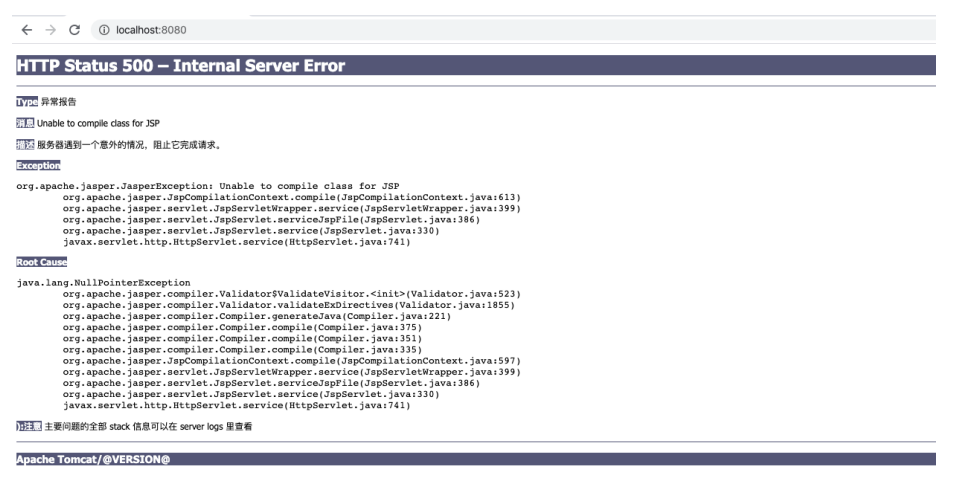 localhost:8080
HTTP Status 500 – Internal Server Error
Type 异常报告
消息 Unable to compile class for JSP
描述 服务器遇到一个意外的情况，阻止它完成请求。
Exception
org.apache.jasper.JasperException: Unable to compile class for JSP
org.apache.jasper.JspCompilationContext.compile(JspCompilationContext.java:613)
org.apache.jasper.servlet.JspServletWrapper.service(JspServletWrapper.java:399)
org.apache.jasper.servlet.JspServlet.serviceJspFile(JspServlet.java:386)
org.apache.jasper.servlet.JspServlet.service(JspServlet.java:330)
javax.servlet.http.HttpServlet.service(HttpServlet.java:741)
Root Cause
java.lang.NullPointerException
org.apache.jasper.compiler.Validator$ValidateVisitor.<init>(Validator.java:523)
org.apache.jasper.compiler.Validator.validateExDirectives(Validator.java:1855)
org.apache.jasper.compiler.Compiler.generateJava(Compiler.java:221)
org.apache.jasper.compiler.Compiler.compile(Compiler.java:375)
org.apache.jasper.compiler.Compiler.compile(Compiler.java:351)
org.apache.jasper.compiler.Compiler.compile(Compiler.java:335)
org.apache.jasper.JspCompilationContext.compile(JspCompilationContext.java:597)
org.apache.jasper.servlet.JspServletWrapper.service(JspServletWrapper.java:399)
org.apache.jasper.servlet.JspServlet.serviceJspFile(JspServlet.java:386)
org.apache.jasper.servlet.JspServlet.service(JspServlet.java:330)
javax.servlet.http.HttpServlet.service(HttpServlet.java:741)
):注意 主要问题的全部 stack 信息可以在 server logs 里查看
Apache Tomcat/@VERSION@